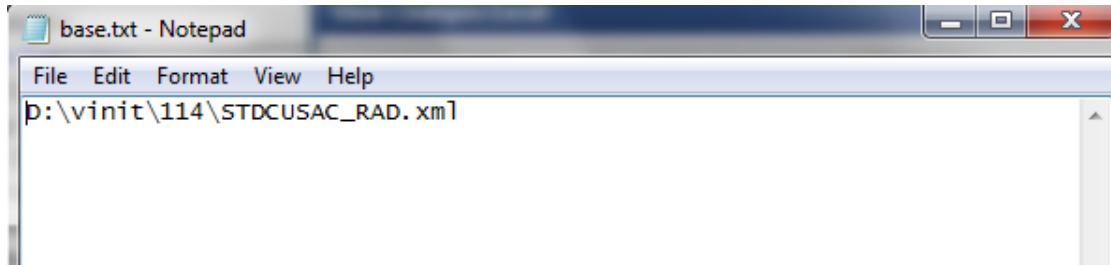 base.txt - Notepad
File Edit Format View Help
D:\vinit\114\STDCUSAC_RAD.xml